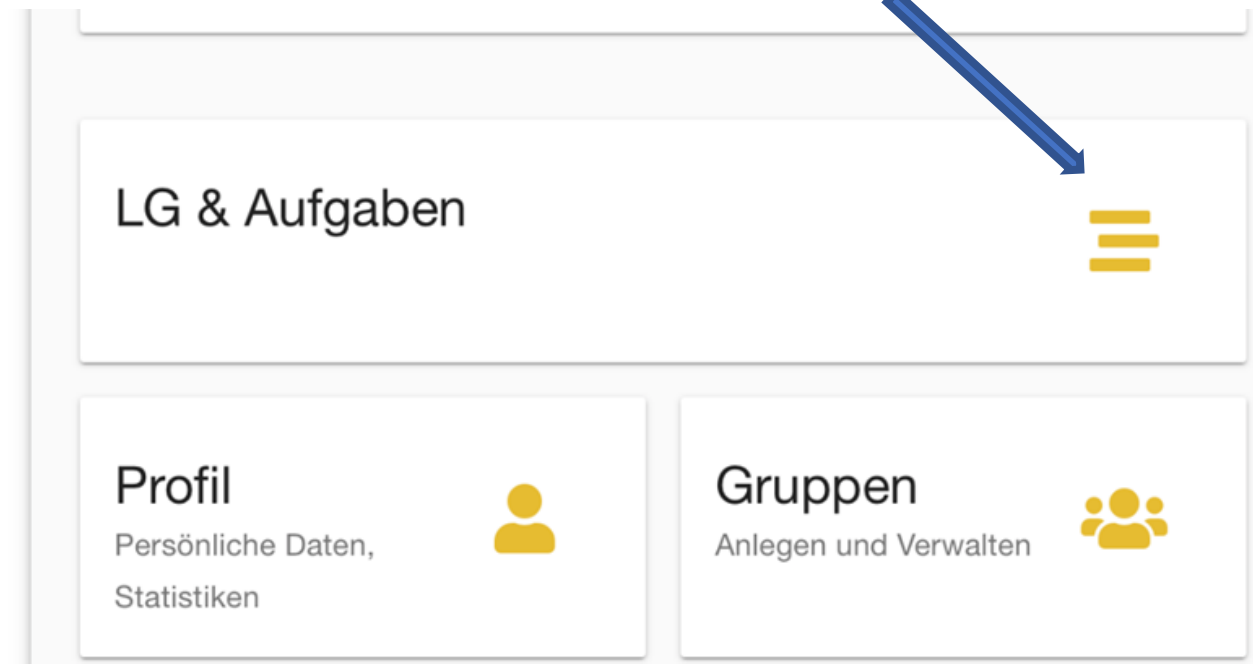 LG & Aufgaben
Profil
Persönliche Daten,
Statistiken
Gruppen
Anlegen und Verwalten